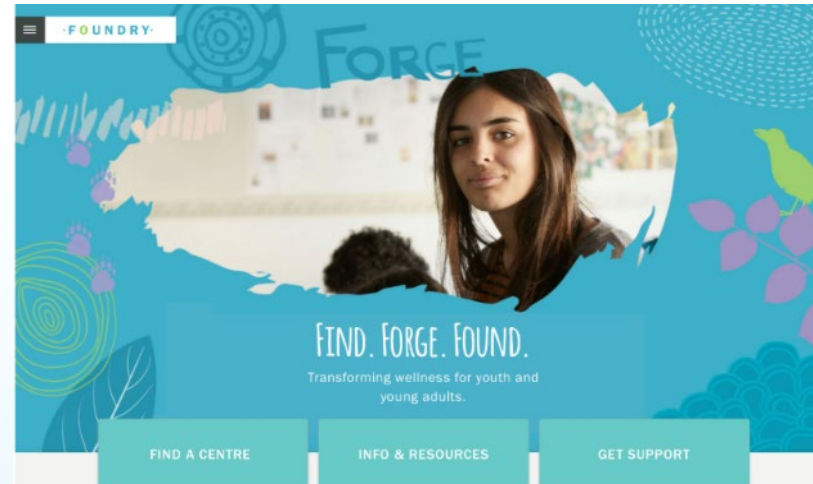 ·FOUNDRY·
FORGE
FIND. FORGE. FOUND.
Transforming wellness for youth and
young adults.
FIND A CENTRE
INFO & RESOURCES
GET SUPPORT